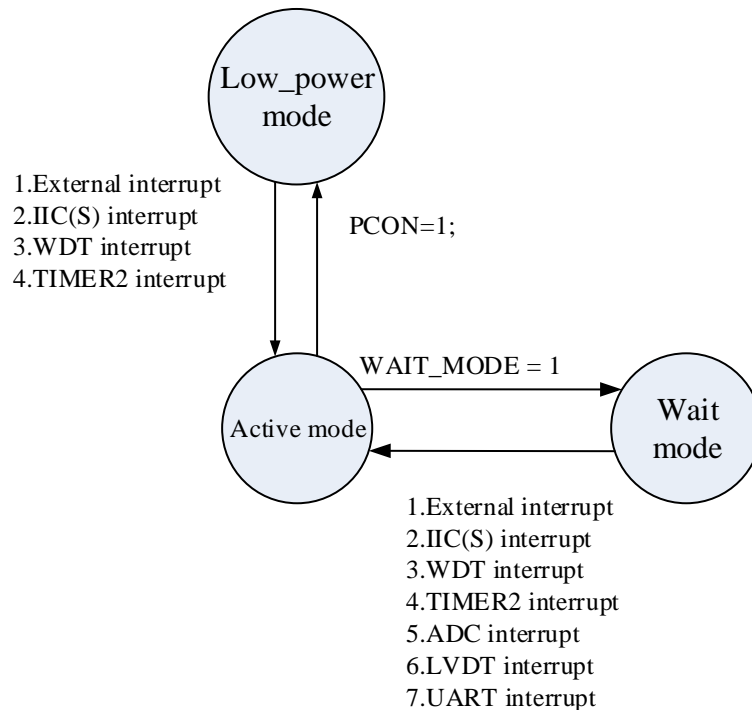 Low_power
mode
1.External interrupt
2.IIC(S) interrupt
3.WDT interrupt
4.TIMER2 interrupt
PCON=1;
WAIT_MODE = 1
Active mode
Wait
mode
1.External interrupt
2.IIC(S) interrupt
3.WDT interrupt
4.TIMER2 interrupt
5.ADC interrupt
6.LVDT interrupt
7.UART interrupt